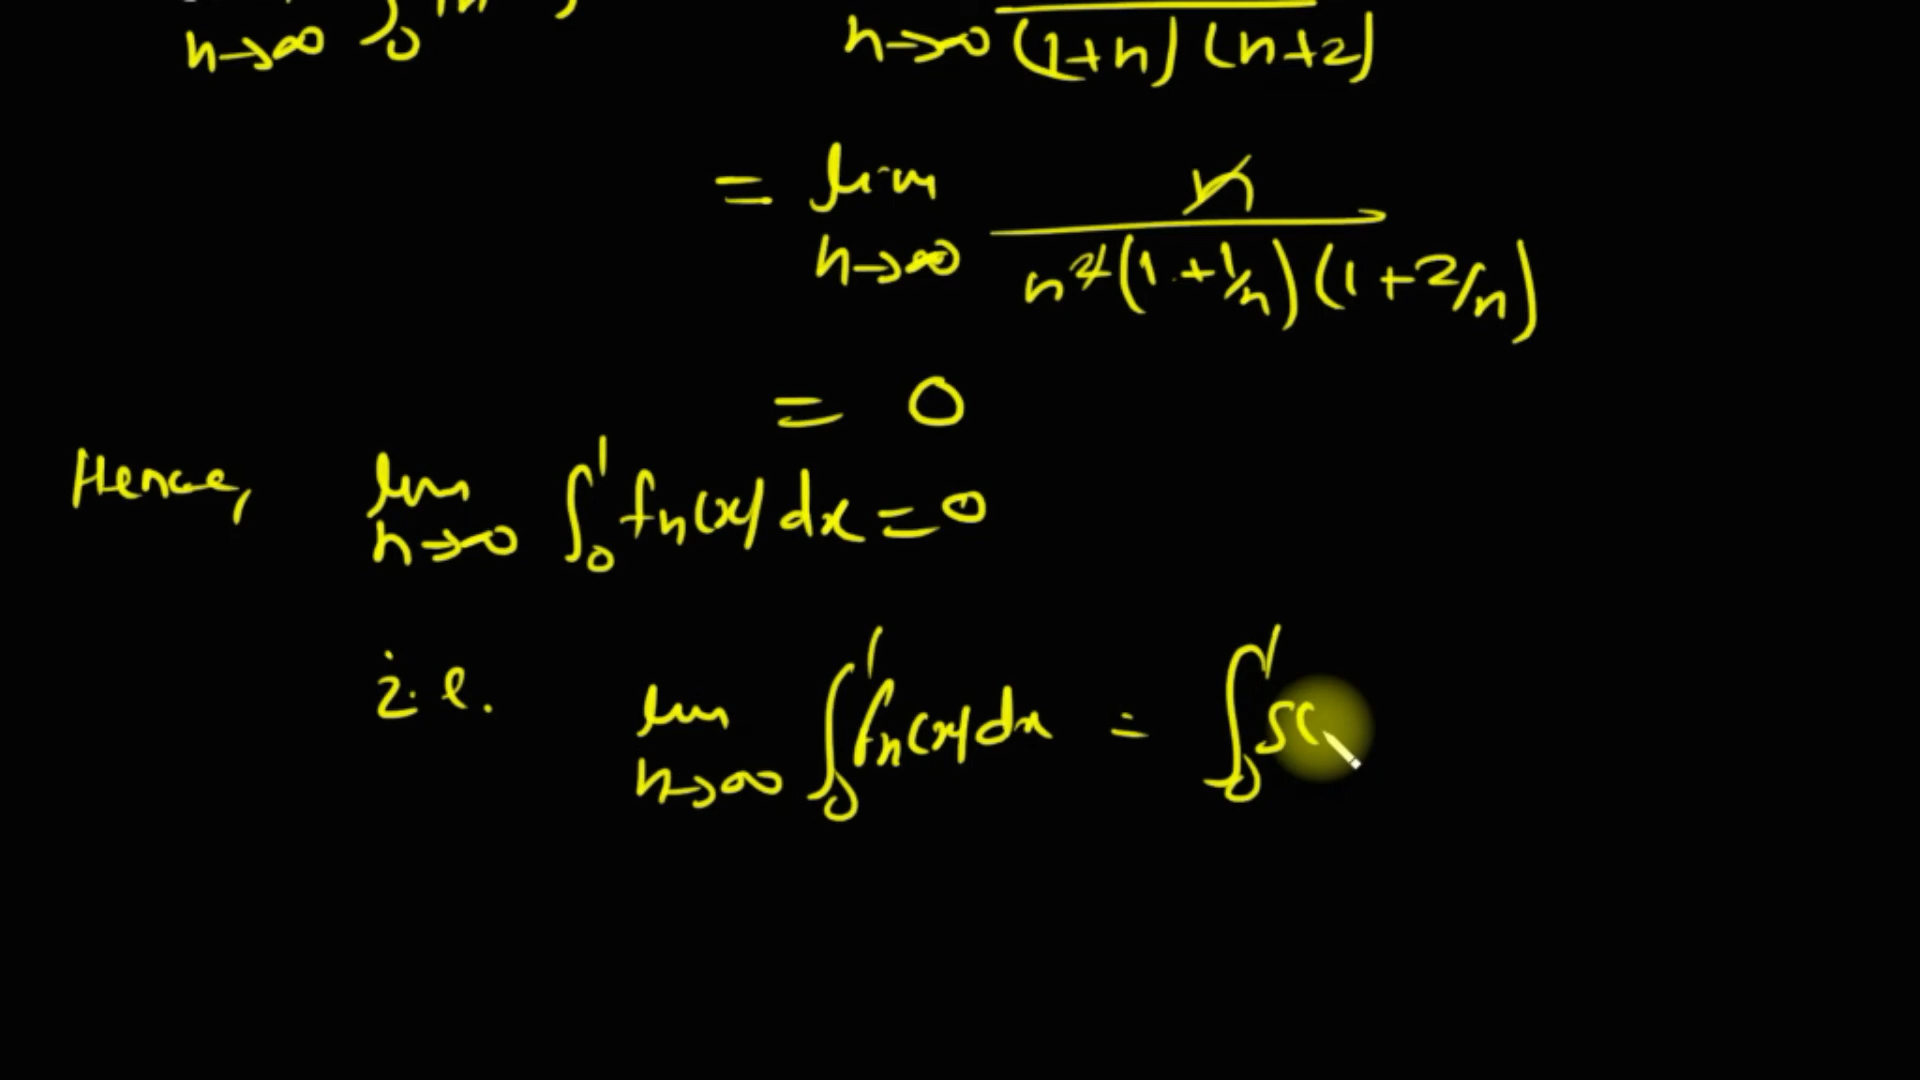 n→∞ ∫₀ n→∞ (1+n) (n+2)
= lim n→∞ n / n²(1+1/n)(1+2/n)
= 0
Hence, lim n→∞ ∫₀¹ fn(x) dx = 0
i.e. lim n→∞ ∫₀¹ fn(x) dx = ∫₀¹ s(